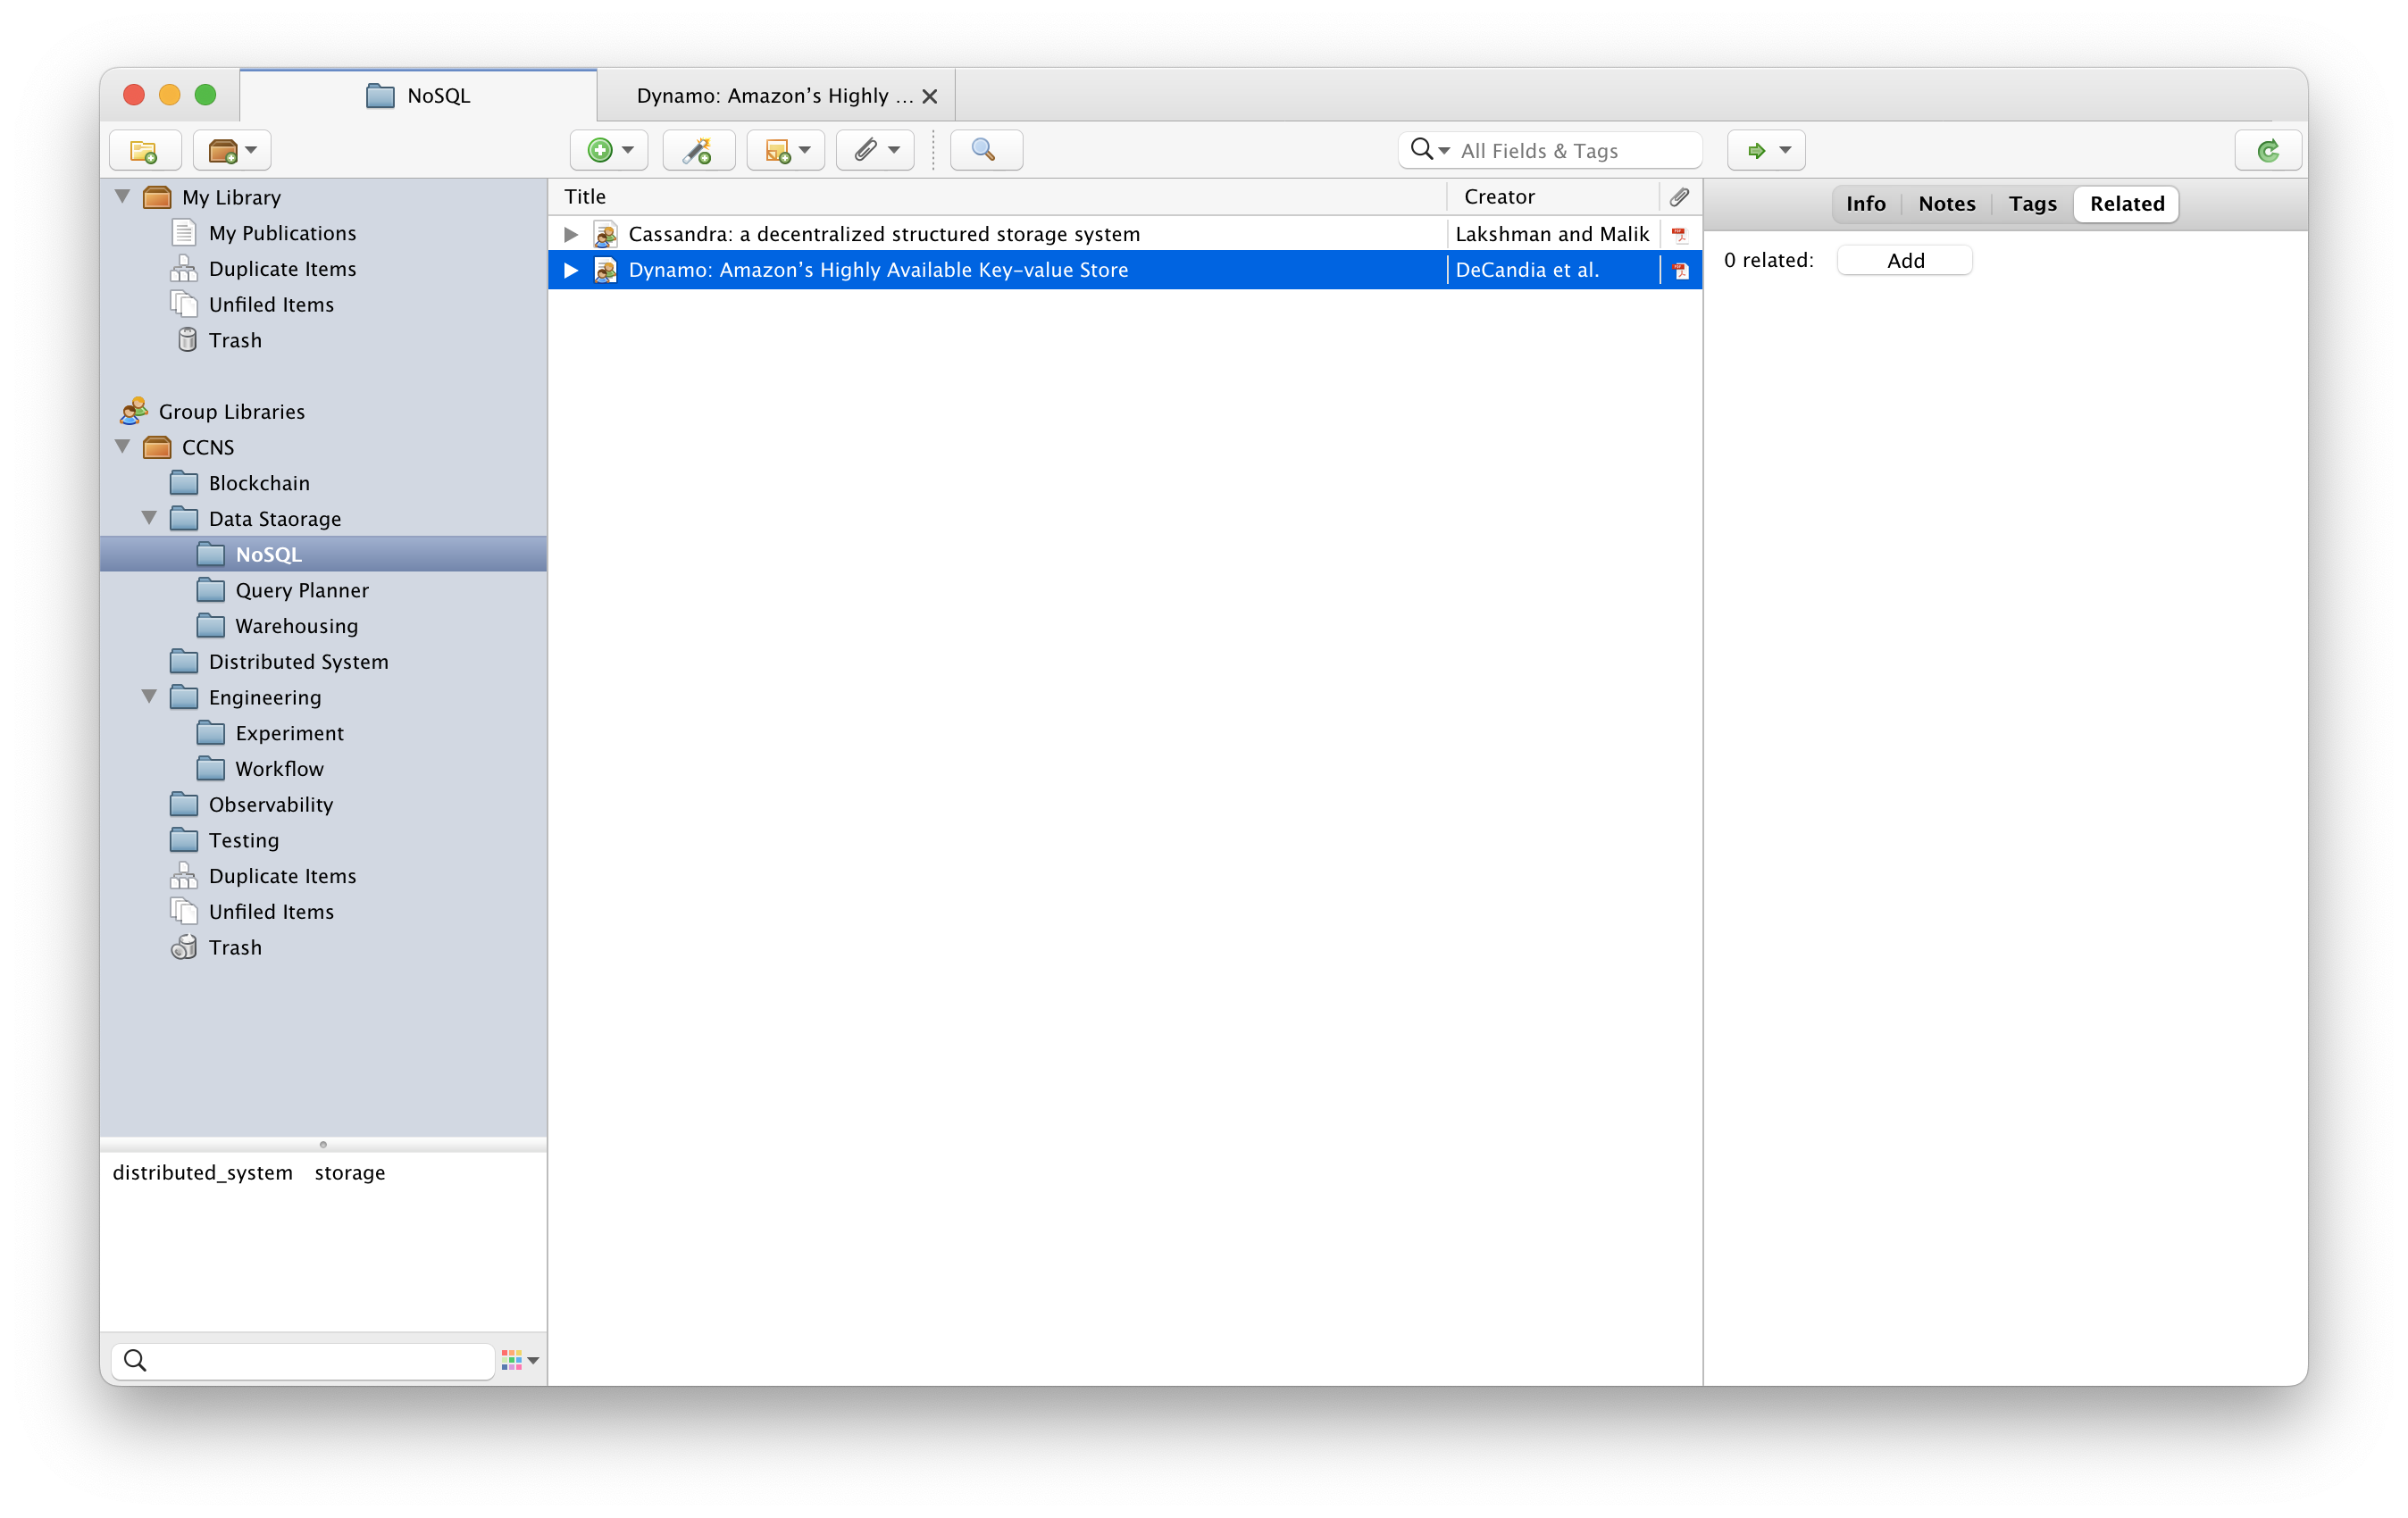 NoSQL
Dynamo: Amazon’s Highly ...
All Fields & Tags
My Library
My Publications
Duplicate Items
Unfiled Items
Trash
Group Libraries
CCNS
Blockchain
Data Staorage
NoSQL
Query Planner
Warehousing
Distributed System
Engineering
Experiment
Workflow
Observability
Testing
Duplicate Items
Unfiled Items
Trash
distributed_system storage
Title Creator
Cassandra: a decentralized structured storage system Lakshman and Malik
Dynamo: Amazon’s Highly Available Key-value Store DeCandia et al.
Info Notes Tags Related
0 related: Add